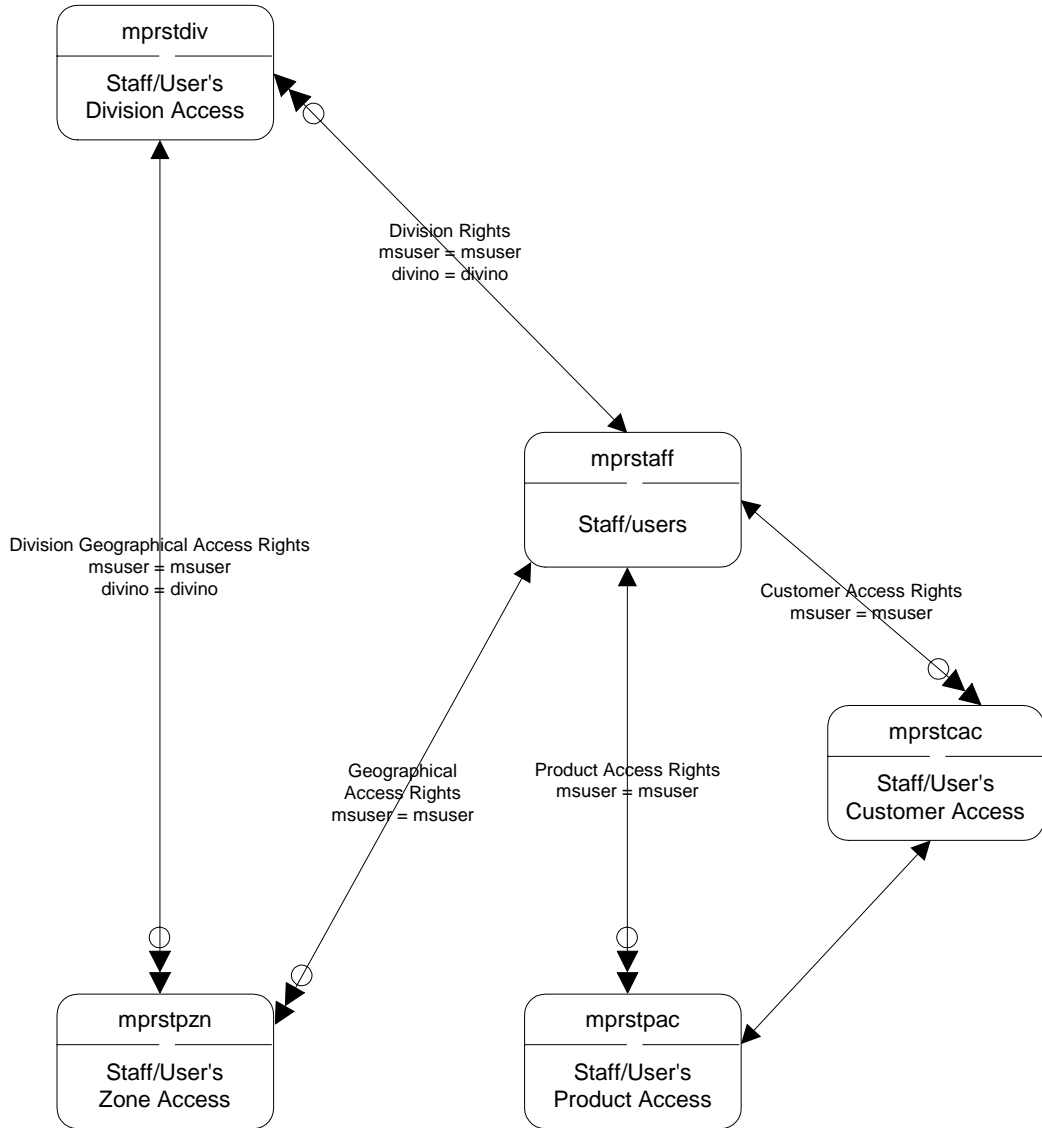 mprstdiv
Staff/User's
Division Access
Division Rights
msuser = msuser
divino = divino
mprstaff
Staff/users
Division Geographical Access Rights
msuser = msuser
divino = divino
Customer Access Rights
msuser = msuser
Geographical
Access Rights
msuser = msuser
Product Access Rights
msuser = msuser
mprstcac
Staff/User's
Customer Access
mprstpzn
Staff/User's
Zone Access
mprstpac
Staff/User's
Product Access